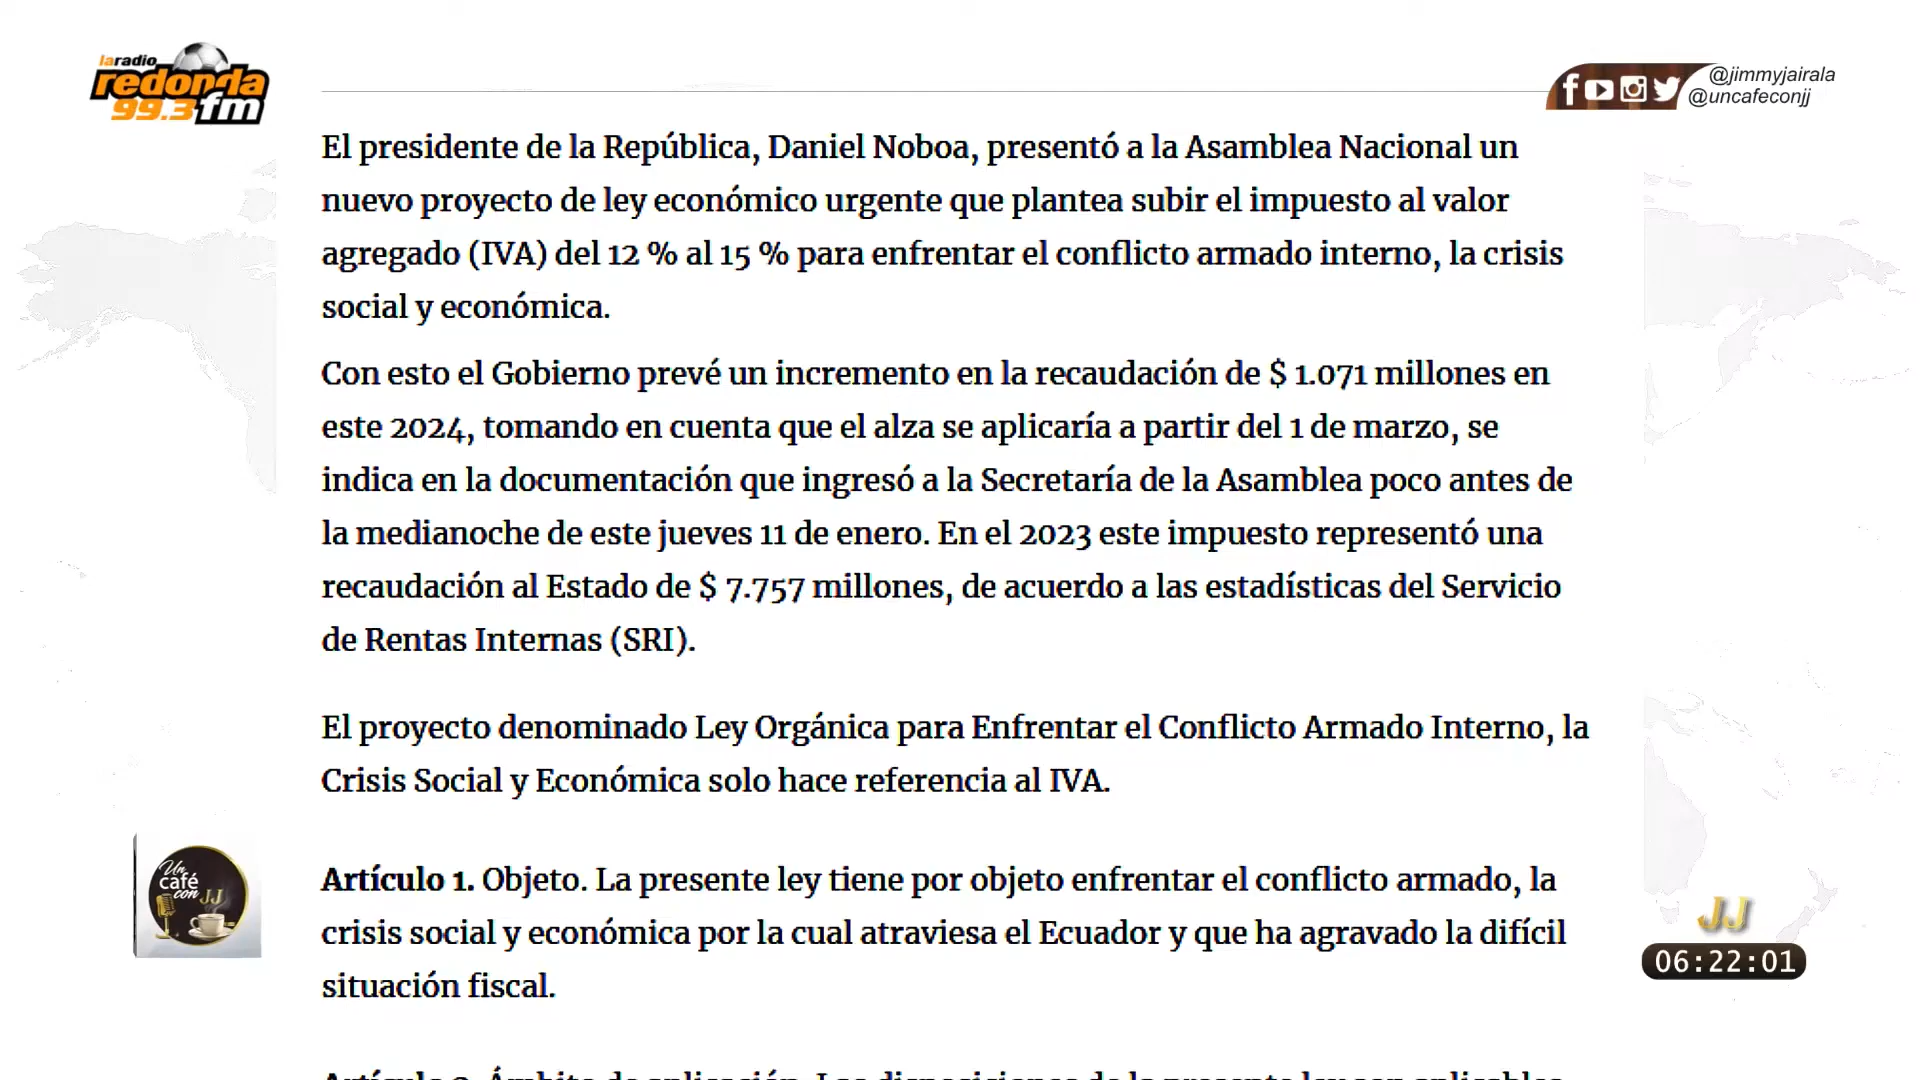 laradio
redonda
99.3 fm
@jimmyjairala
@uncafeconjj
El presidente de la República, Daniel Noboa, presentó a la Asamblea Nacional un
nuevo proyecto de ley económico urgente que plantea subir el impuesto al valor
agregado (IVA) del 12 % al 15 % para enfrentar el conflicto armado interno, la crisis
social y económica.
Con esto el Gobierno prevé un incremento en la recaudación de $ 1.071 millones en
este 2024, tomando en cuenta que el alza se aplicaría a partir del 1 de marzo, se
indica en la documentación que ingresó a la Secretaría de la Asamblea poco antes de
la medianoche de este jueves 11 de enero. En el 2023 este impuesto representó una
recaudación al Estado de $ 7.757 millones, de acuerdo a las estadísticas del Servicio
de Rentas Internas (SRI).
El proyecto denominado Ley Orgánica para Enfrentar el Conflicto Armado Interno, la
Crisis Social y Económica solo hace referencia al IVA.
Artículo 1. Objeto. La presente ley tiene por objeto enfrentar el conflicto armado, la
crisis social y económica por la cual atraviesa el Ecuador y que ha agravado la difícil
situación fiscal.
Un
café
con JJ
JJ
06:22:01